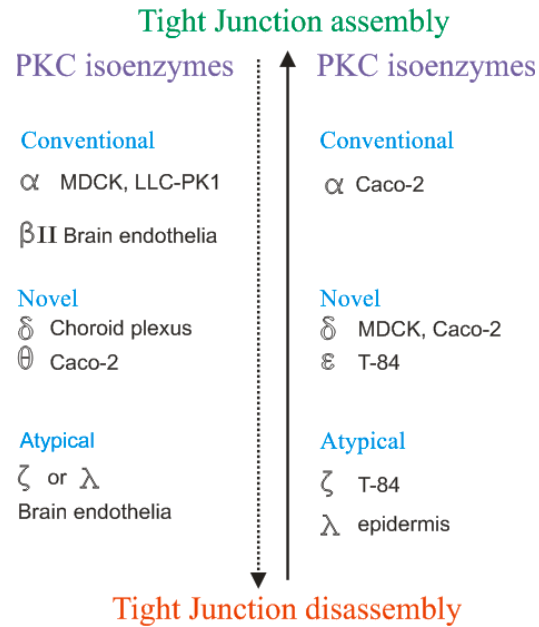 Tight Junction assembly
PKC isoenzymes
Conventional
α MDCK, LLC-PK1
βII Brain endothelia
Novel
δ Choroid plexus
θ Caco-2
Atypical
ζ or λ
Brain endothelia
PKC isoenzymes
Conventional
α Caco-2
Novel
δ MDCK, Caco-2
ε T-84
Atypical
ζ T-84
λ epidermis
Tight Junction disassembly